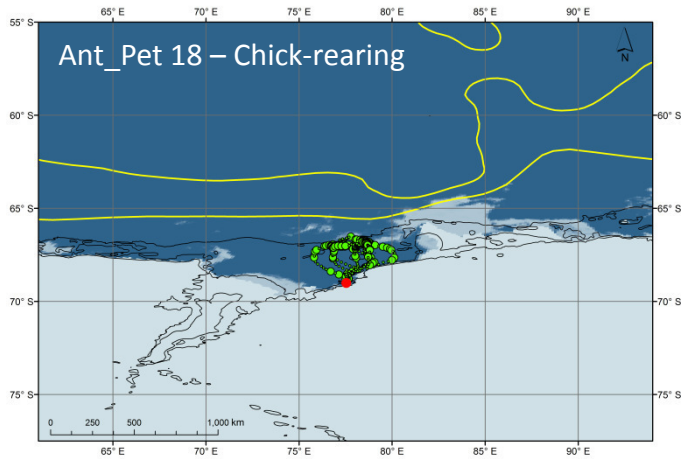 65° E 70° E 75° E 80° E 85° E 90° E
55° S
Ant_Pet 18 – Chick-rearing
N
60° S 60° S
65° S 65° S
70° S 70° S
75° S 75° S
0 250 500 1,000 km
65° E 70° E 75° E 80° E 85° E 90° E